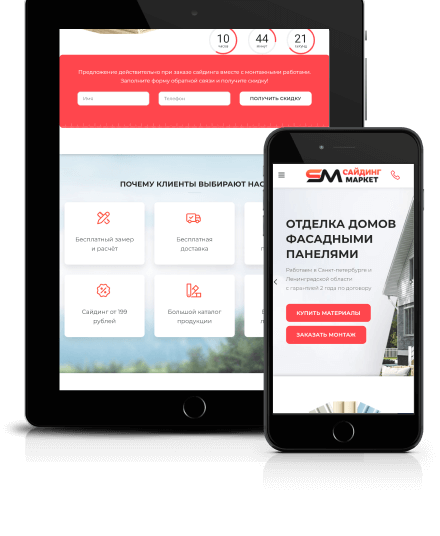 10
44
21
часов
минут
секунд
Предложение действительно при заказе сайдинга вместе с монтажными работами.
Заполните форму обратной связи и получите скидку!
Имя
Телефон
ПОЛУЧИТЬ СКИДКУ
ПОЧЕМУ КЛИЕНТЫ ВЫБИРАЮТ НАС
Бесплатный замер
и расчёт
Бесплатная
доставка
Сайдинг от 199
рублей
Большой каталог
продукции
SM САЙДИНГ
МАРКЕТ
ОТДЕЛКА ДОМОВ
ФАСАДНЫМИ
ПАНЕЛЯМИ
Работаем в Санкт-петербурге и
Ленинградской области
с гарантией 2 года по договору
КУПИТЬ МАТЕРИАЛЫ
ЗАКАЗАТЬ МОНТАЖ